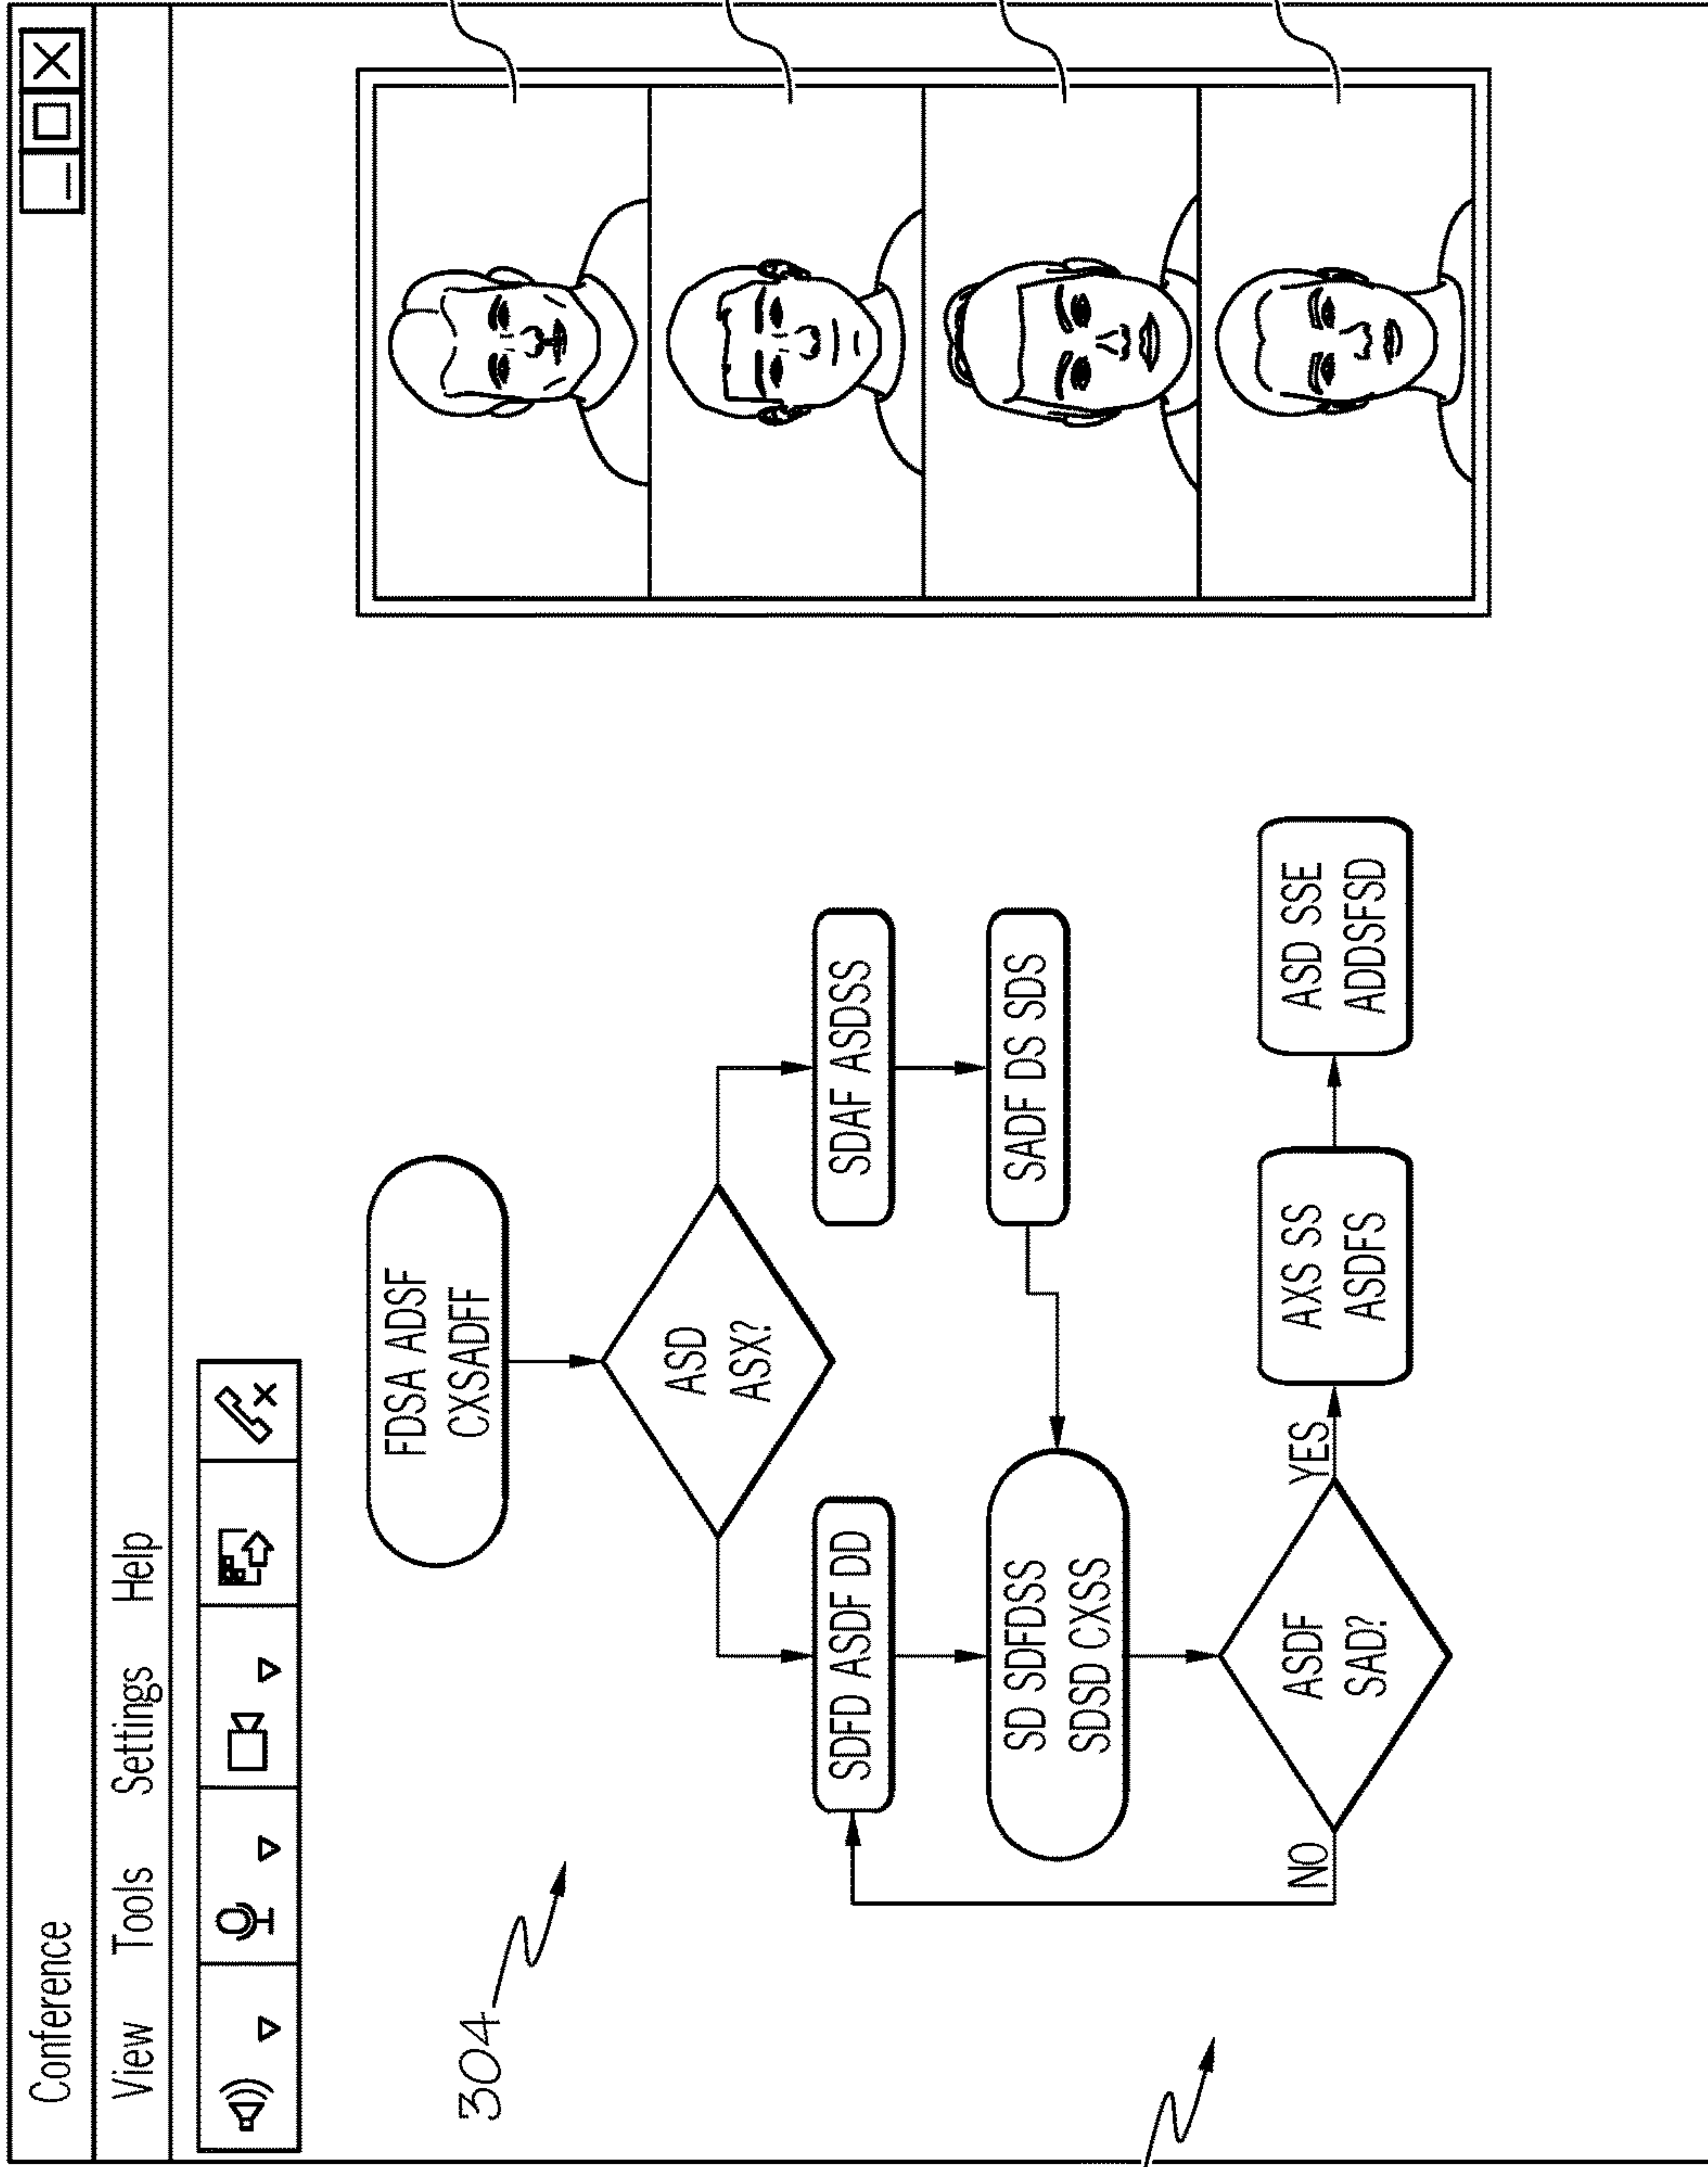 Conference
View Tools Settings Help
304
FDSA ADSF
CXSADFF
ASD
ASX?
SDFD ASDF DD
SDAF ASDSS
SD SDFDSS
SDSD CXSS
SADF DS SDS
ASDF
SAD?
NO
YES
AXS SS
ASDFS
ASD SSE
ADDSFSD